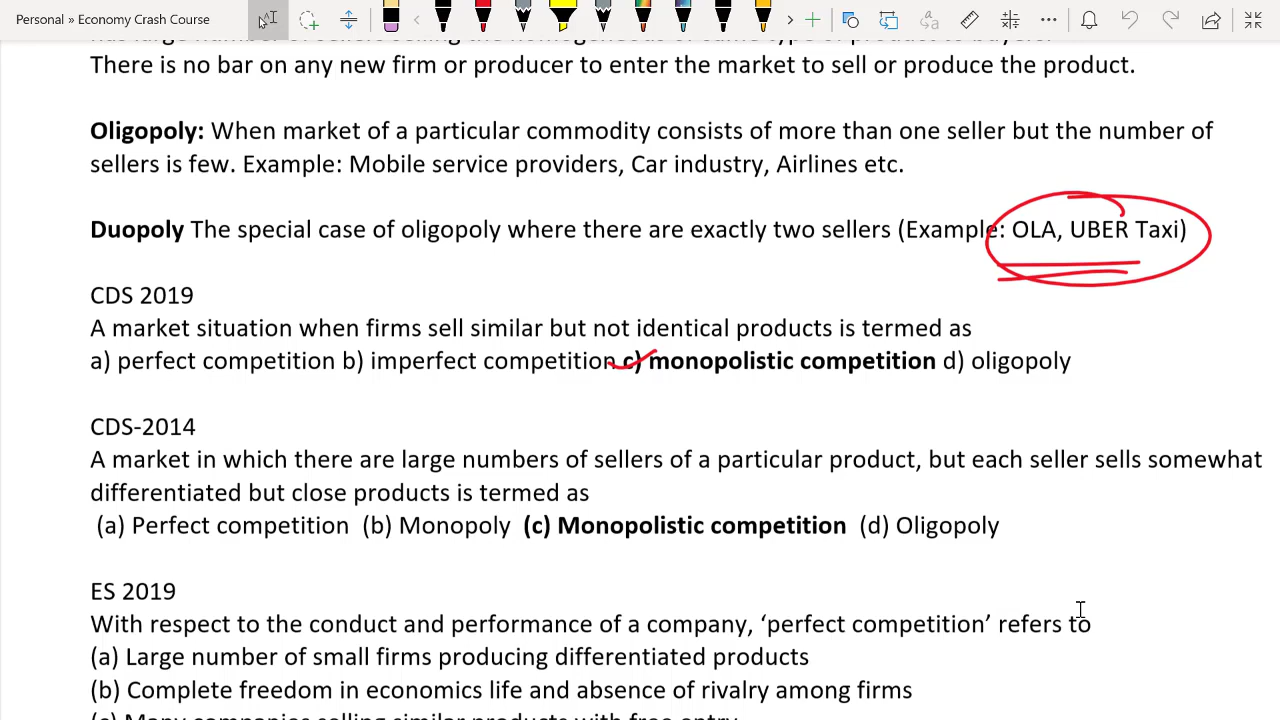 Personal » Economy Crash Course
There is no bar on any new firm or producer to enter the market to sell or produce the product.
Oligopoly: When market of a particular commodity consists of more than one seller but the number of
sellers is few. Example: Mobile service providers, Car industry, Airlines etc.
Duopoly The special case of oligopoly where there are exactly two sellers (Example: OLA, UBER Taxi)
CDS 2019
A market situation when firms sell similar but not identical products is termed as
a) perfect competition b) imperfect competition c) monopolistic competition d) oligopoly
CDS-2014
A market in which there are large numbers of sellers of a particular product, but each seller sells somewhat
differentiated but close products is termed as
(a) Perfect competition (b) Monopoly (c) Monopolistic competition (d) Oligopoly
ES 2019
With respect to the conduct and performance of a company, ‘perfect competition’ refers to
(a) Large number of small firms producing differentiated products
(b) Complete freedom in economics life and absence of rivalry among firms
(c) Many companies selling similar products with free entry